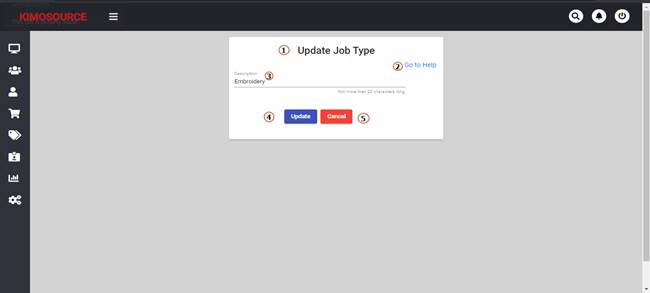 KIMOSOURCE
1 Update Job Type
2 Go to Help
Description 3
Embroidery
Not more than 20 characters long
4 Update Cancel 5